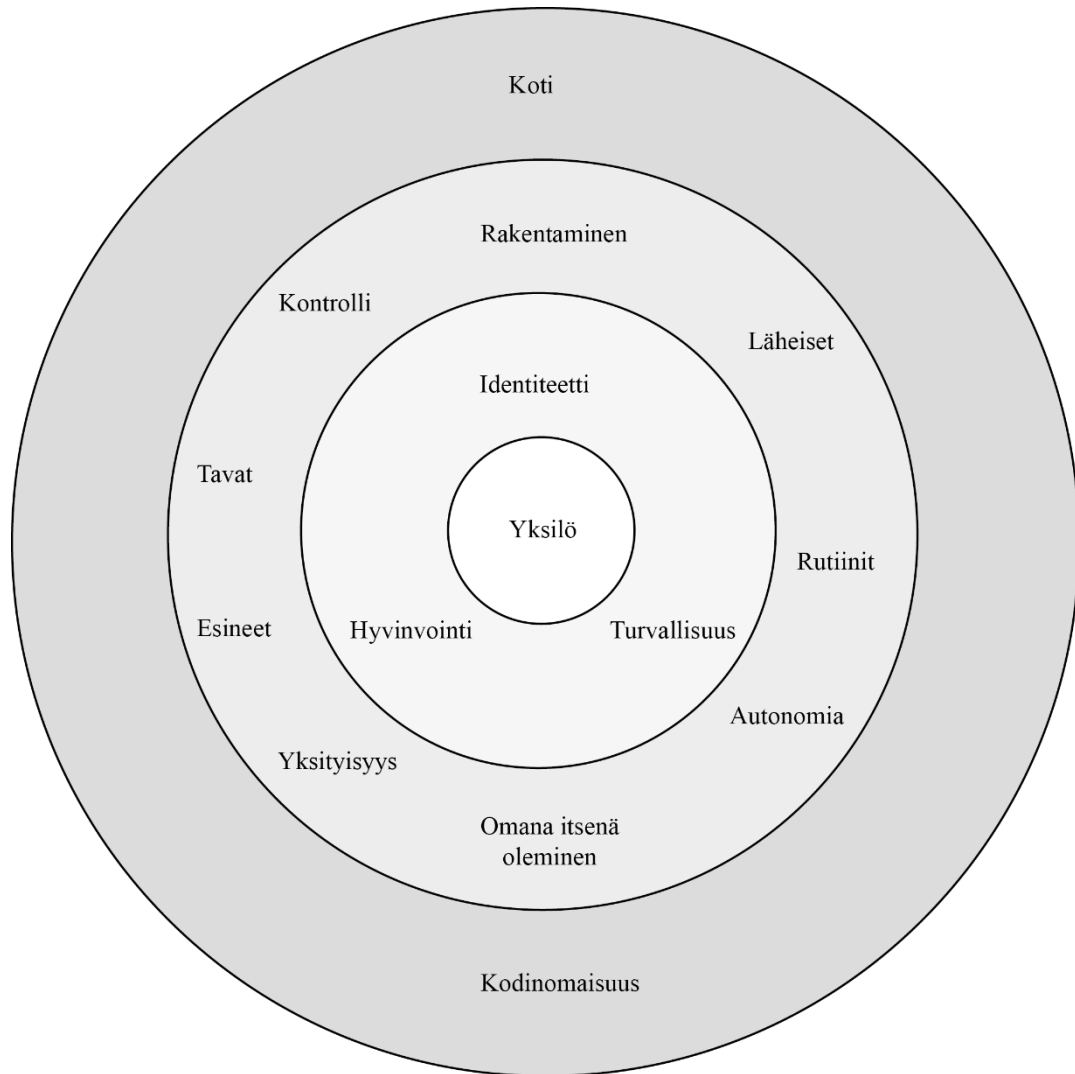 Koti
Rakentaminen
Kontrolli
Läheiset
Identiteetti
Tavat
Yksilö
Rutiinit
Esineet
Hyvinvointi
Turvallisuus
Autonomia
Yksityisyys
Omana itsenä
oleminen
Kodinomaisuus